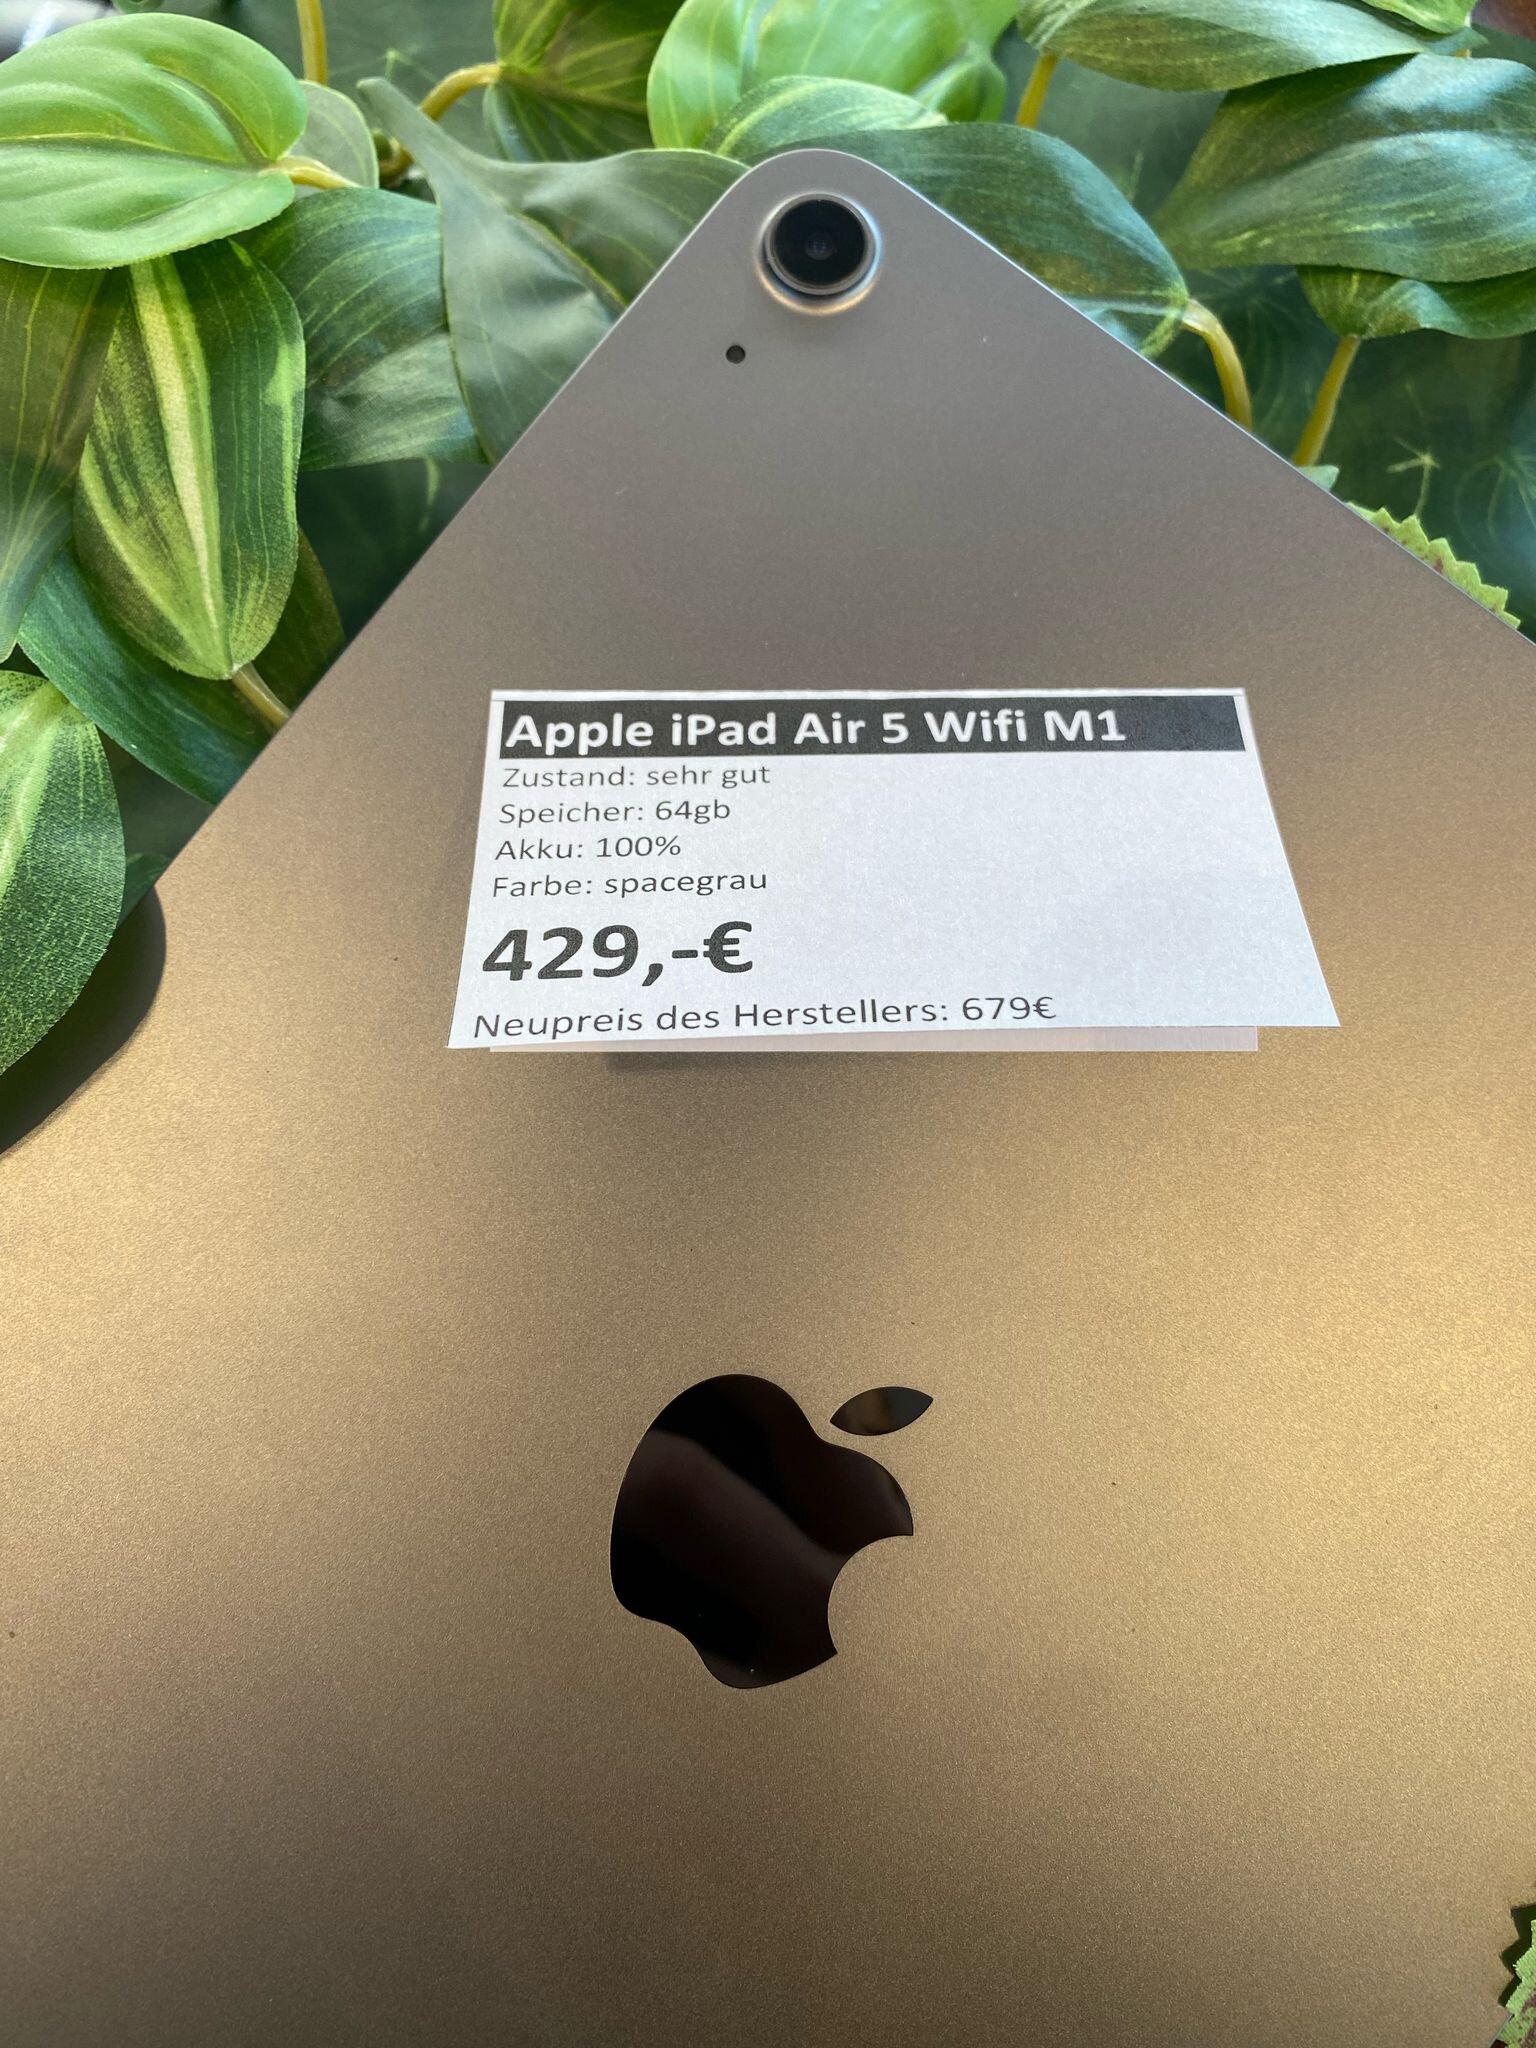 Apple iPad Air 5 Wifi M1
Zustand: sehr gut
Speicher: 64gb
Akku: 100%
Farbe: spacegrau
429,-€
Neupreis des Herstellers: 679€